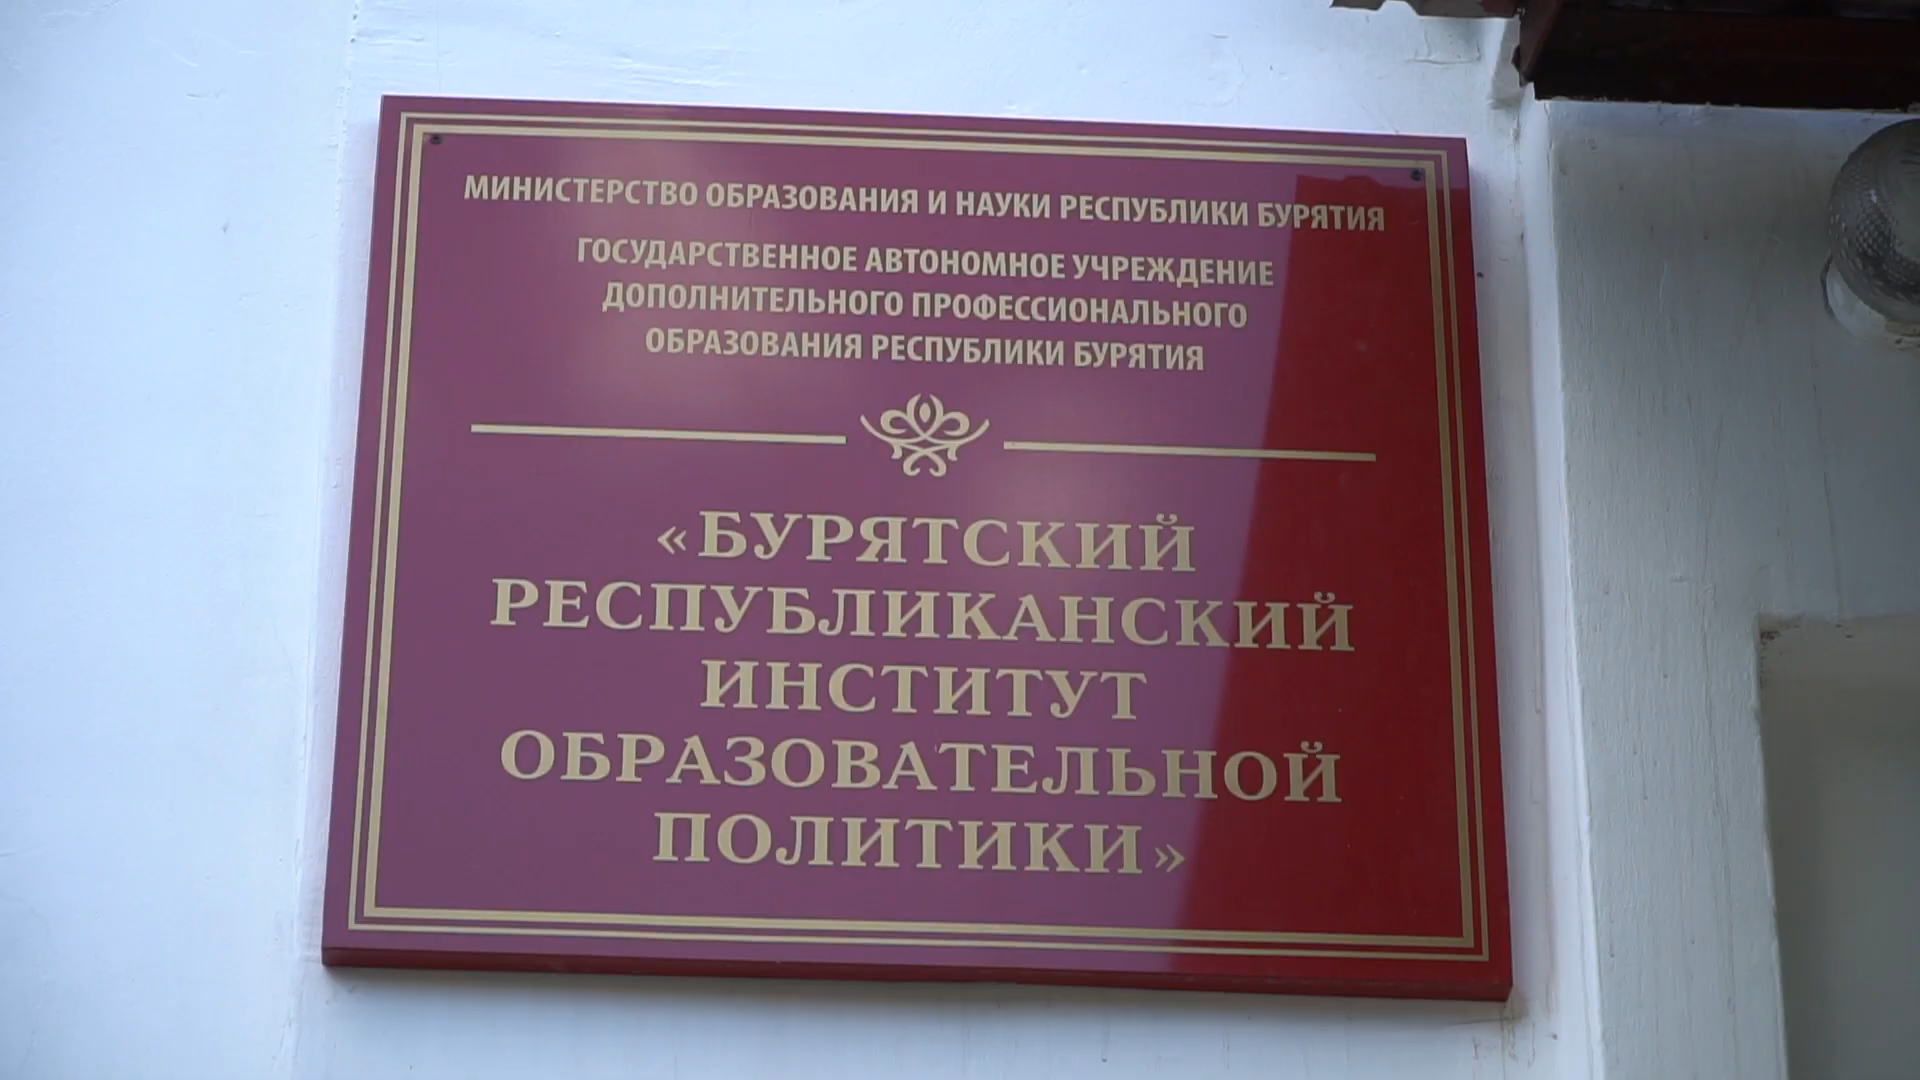 МИНИСТЕРСТВО ОБРАЗОВАНИЯ И НАУКИ РЕСПУБЛИКИ БУРЯТИЯ
ГОСУДАРСТВЕННОЕ АВТОНОМНОЕ УЧРЕЖДЕНИЕ
ДОПОЛНИТЕЛЬНОГО ПРОФЕССИОНАЛЬНОГО
ОБРАЗОВАНИЯ РЕСПУБЛИКИ БУРЯТИЯ
«БУРЯТСКИЙ
РЕСПУБЛИКАНСКИЙ
ИНСТИТУТ
ОБРАЗОВАТЕЛЬНОЙ
ПОЛИТИКИ»